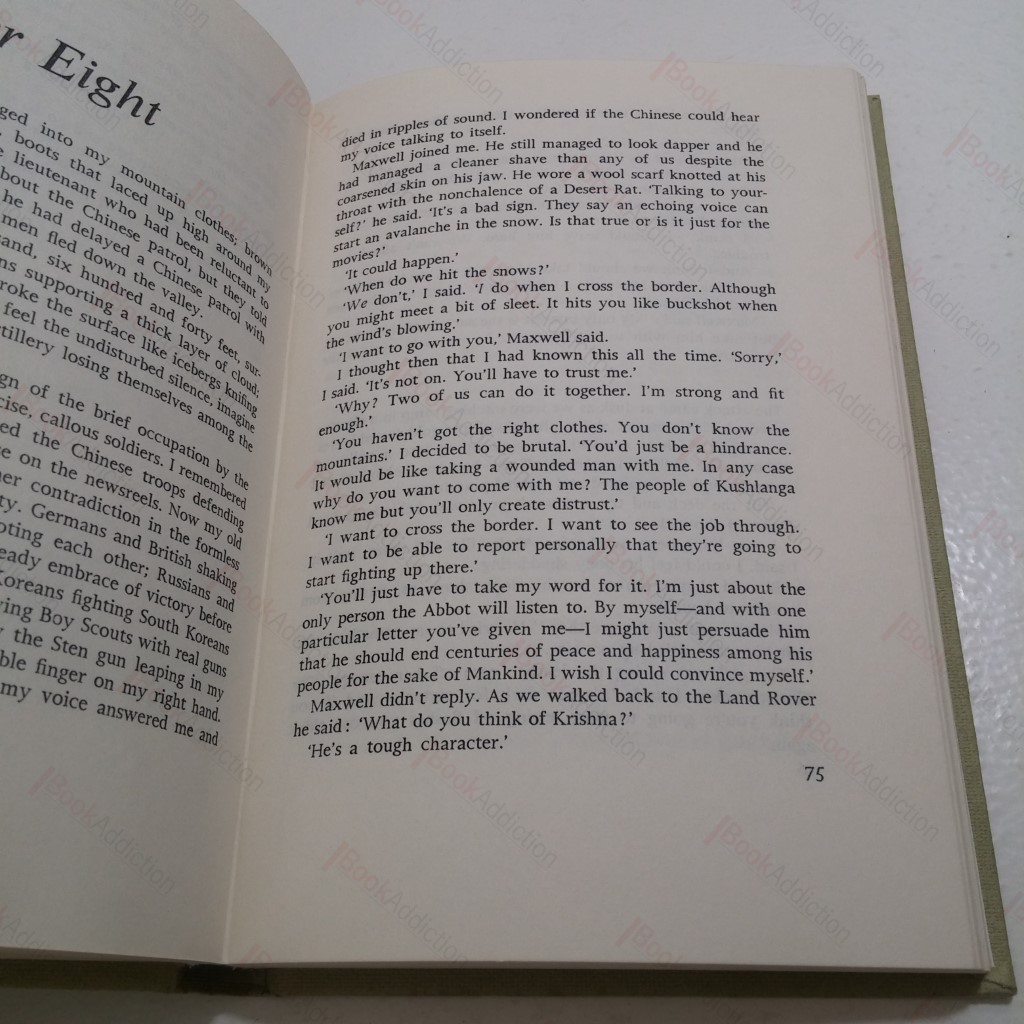 r Eight
ged into my mountain clothes; brown
boots that laced up high around my
lieutenant who had been reluctant to
bout the Chinese patrol, but they told
he had delayed a Chinese patrol with
men fled down the valley.
and, six hundred and forty feet, sur-
ns supporting a thick layer of cloud;
roke the surface like icebergs knifing
feel the undisturbed silence, imagine
rtillery losing themselves among the
gn of the brief occupation by the
cise, callous soldiers. I remembered
ed the Chinese troops defending
e on the newsreels. Now my old
her contradiction in the formless
ty. Germans and British shaking
oting each other; Russians and
eady embrace of victory before
Koreans fighting South Koreans
ying Boy Scouts with real guns
the Sten gun leaping in my
ble finger on my right hand.
my voice answered me and
died in ripples of sound. I wondered if the Chinese could hear
my voice talking to itself.
Maxwell joined me. He still managed to look dapper and he
had managed a cleaner shave than any of us despite the
coarsened skin on his jaw. He wore a wool scarf knotted at his
throat with the nonchalence of a Desert Rat. ‘Talking to your-
self?’ he said. ‘It’s a bad sign. They say an echoing voice can
start an avalanche in the snow. Is that true or is it just for the
movies?’
‘It could happen.’
‘When do we hit the snows?’
‘We don’t,’ I said. ‘I do when I cross the border. Although
you might meet a bit of sleet. It hits you like buckshot when
the wind’s blowing.’
‘I want to go with you,’ Maxwell said.
I thought then that I had known this all the time. ‘Sorry,’
I said. ‘It’s not on. You’ll have to trust me.’
‘Why? Two of us can do it together. I’m strong and fit
enough.’
‘You haven’t got the right clothes. You don’t know the
mountains.’ I decided to be brutal. ‘You’d just be a hindrance.
It would be like taking a wounded man with me. In any case
why do you want to come with me? The people of Kushlanga
know me but you’ll only create distrust.’
‘I want to cross the border. I want to see the job through.
I want to be able to report personally that they’re going to
start fighting up there.’
‘You’ll just have to take my word for it. I’m just about the
only person the Abbot will listen to. By myself—and with one
particular letter you’ve given me—I might just persuade him
that he should end centuries of peace and happiness among his
people for the sake of Mankind. I wish I could convince myself.’
Maxwell didn’t reply. As we walked back to the Land Rover
he said: ‘What do you think of Krishna?’
‘He’s a tough character.’
75